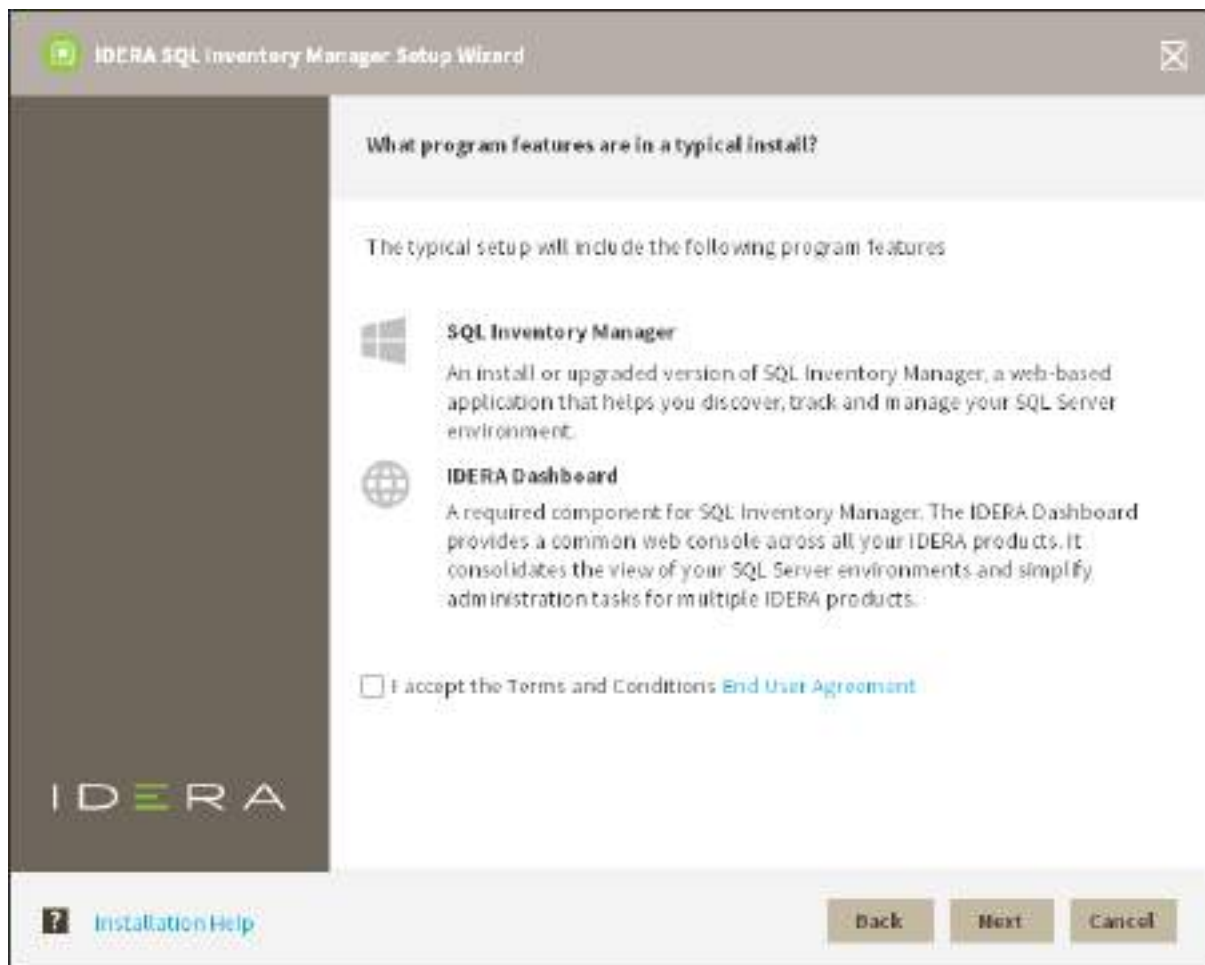 IDERA SQL Inventory Manager Setup Wizard
What program features are in a typical install?
The typical setup will include the following program features
SQL Inventory Manager
An install or upgraded version of SQL Inventory Manager, a web-based
application that helps you discover, track and manage your SQL Server
environment.
IDERA Dashboard
A required component for SQL Inventory Manager. The IDERA Dashboard
provides a common web console across all your IDERA products. It
consolidates the view of your SQL Server environments and simplify
administration tasks for multiple IDERA products.
I accept the Terms and Conditions End User Agreement
IDERA
? Installation Help
Back Next Cancel